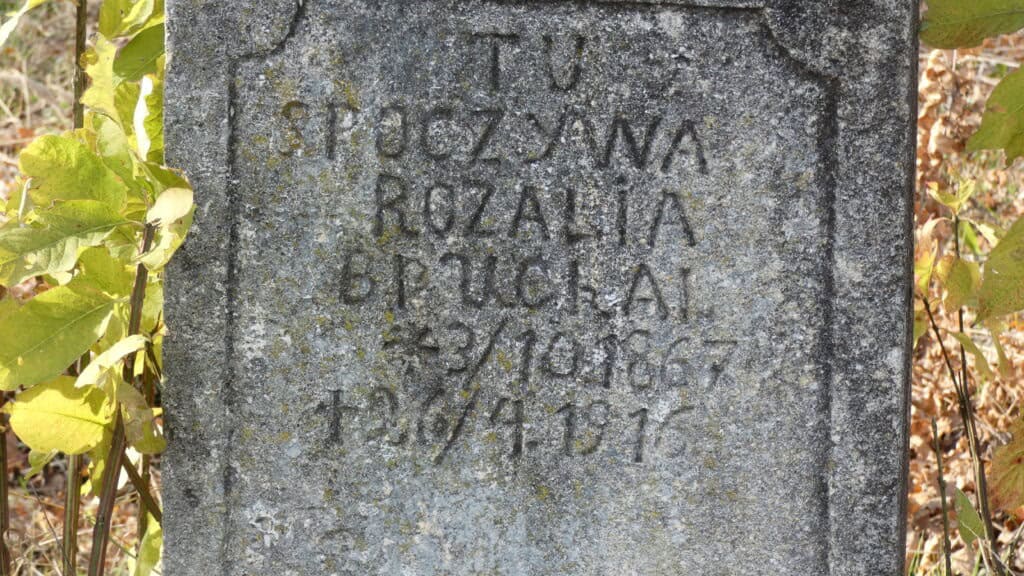 TU
SPOCZYWA
ROZALIA
* 3/10.1867
† 26/4.1916